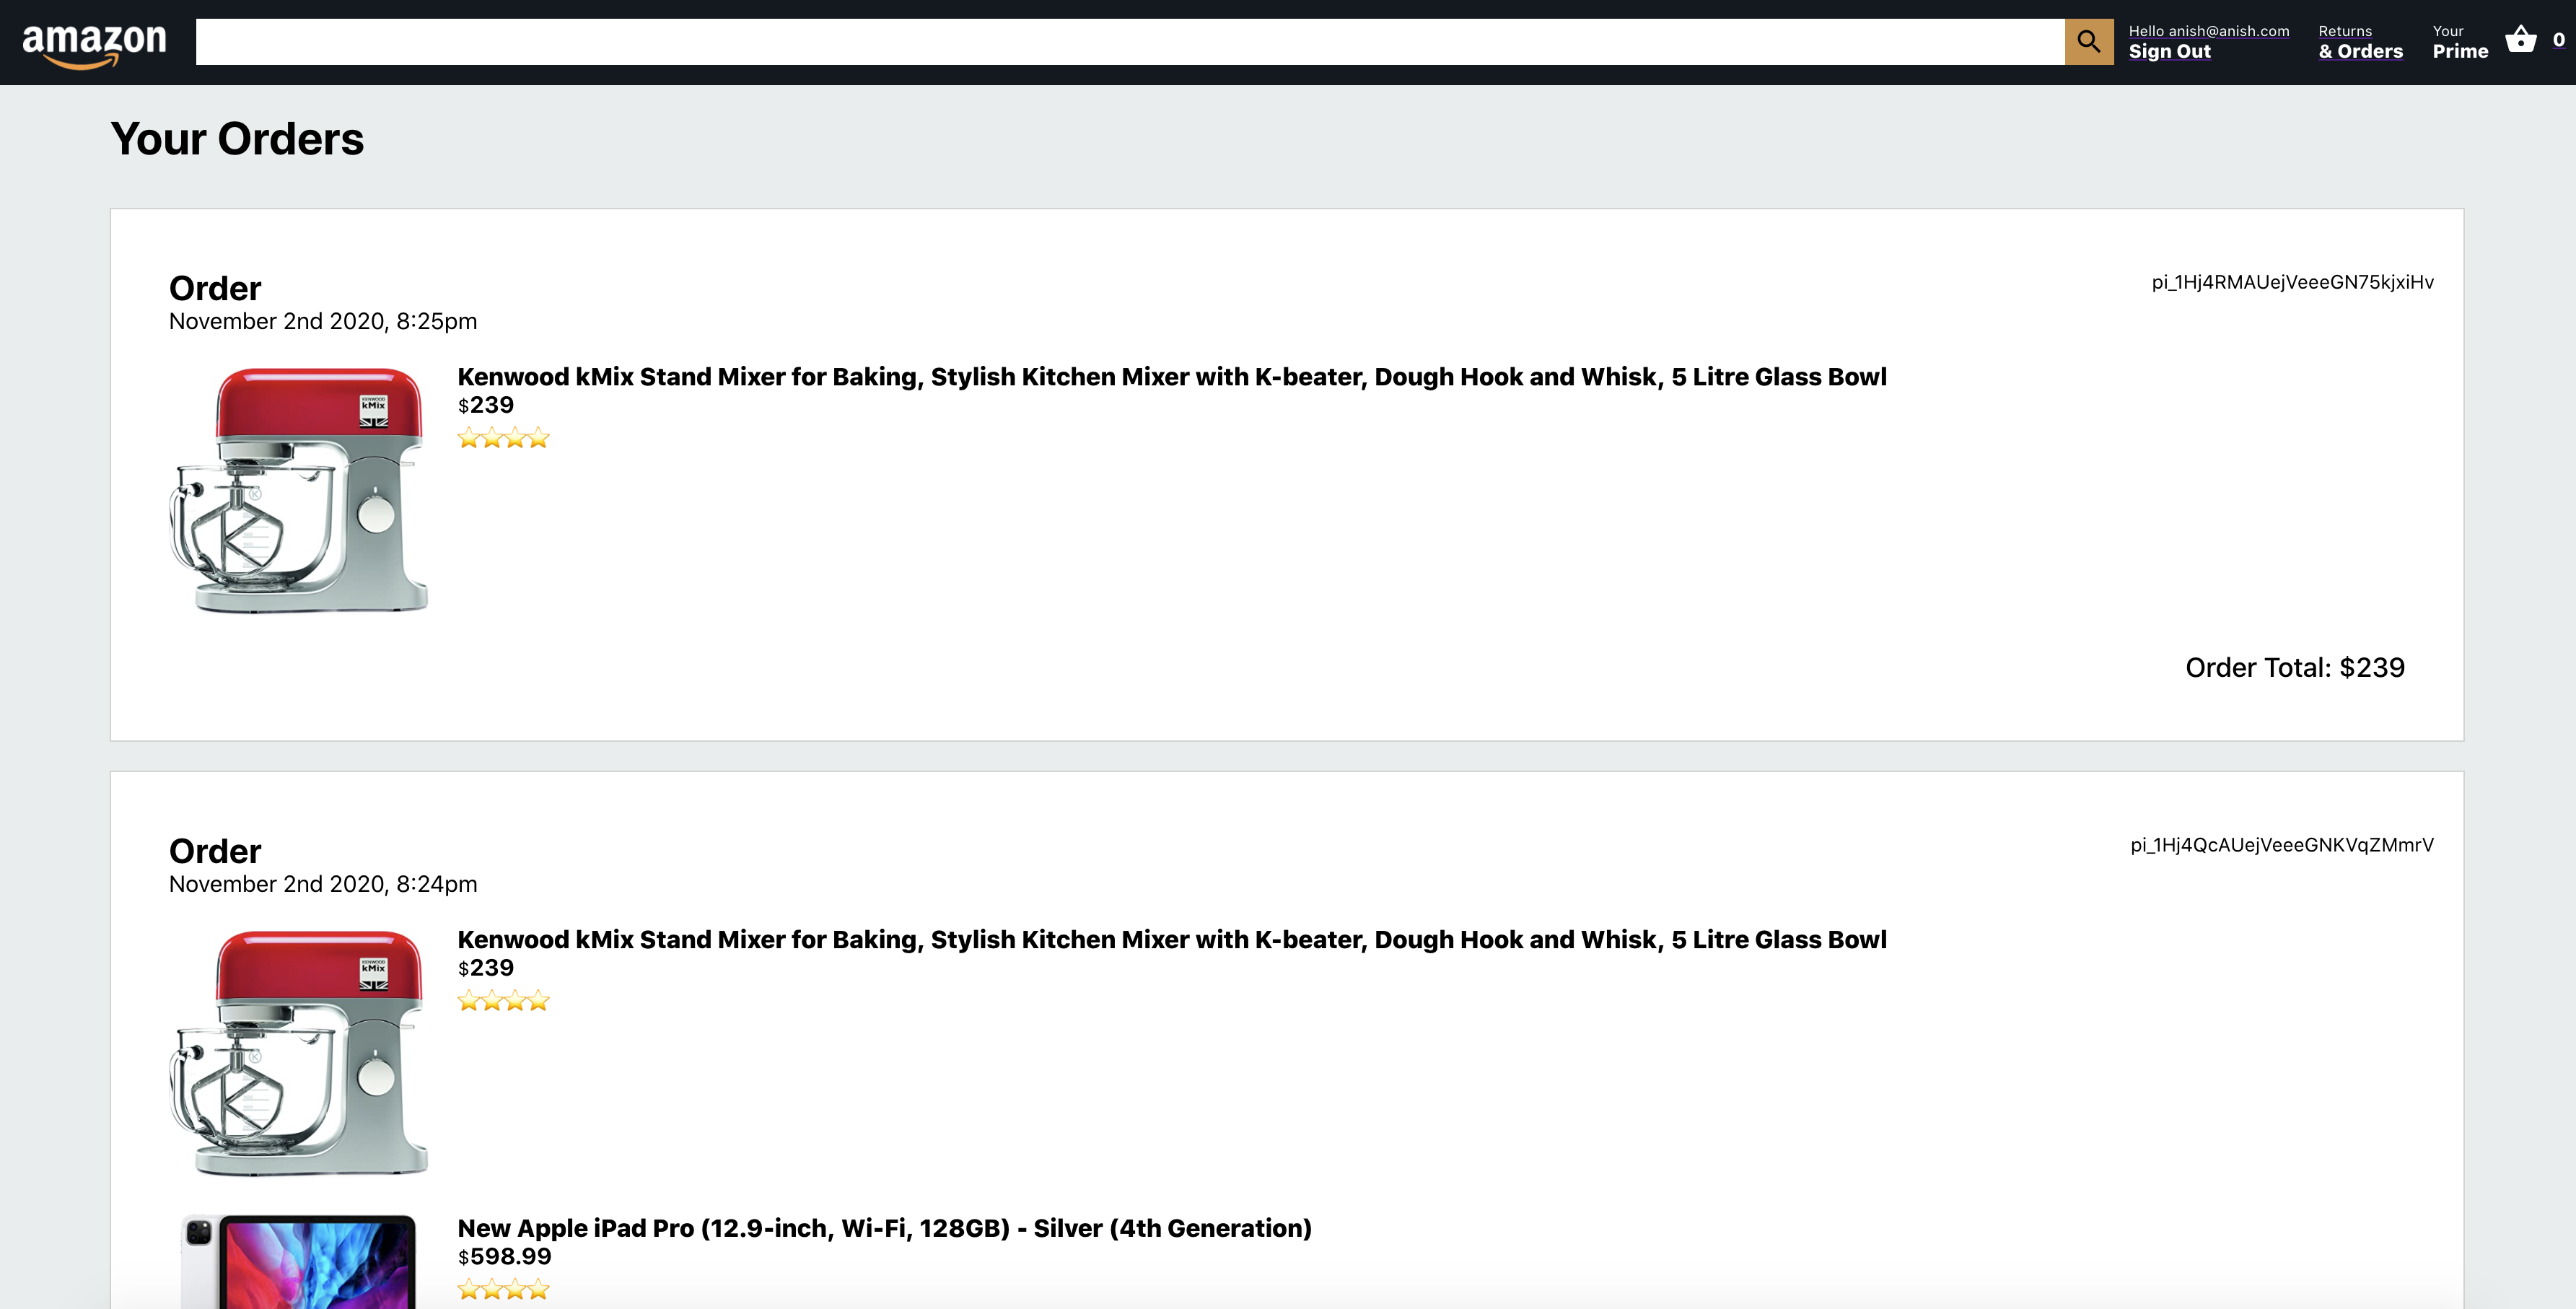 amazon
Hello anish@anish.com
Sign Out
Returns
& Orders
Your
Prime
0
Your Orders
Order
pi_1Hj4RMAUejVeeeGN75kjxiHv
November 2nd 2020, 8:25pm
Kenwood kMix Stand Mixer for Baking, Stylish Kitchen Mixer with K-beater, Dough Hook and Whisk, 5 Litre Glass Bowl
$239
KENWOOD
kMix
Order Total: $239
Order
pi_1Hj4QcAUejVeeeGNKVqZMmrV
November 2nd 2020, 8:24pm
Kenwood kMix Stand Mixer for Baking, Stylish Kitchen Mixer with K-beater, Dough Hook and Whisk, 5 Litre Glass Bowl
$239
KENWOOD
kMix
New Apple iPad Pro (12.9-inch, Wi-Fi, 128GB) - Silver (4th Generation)
$598.99